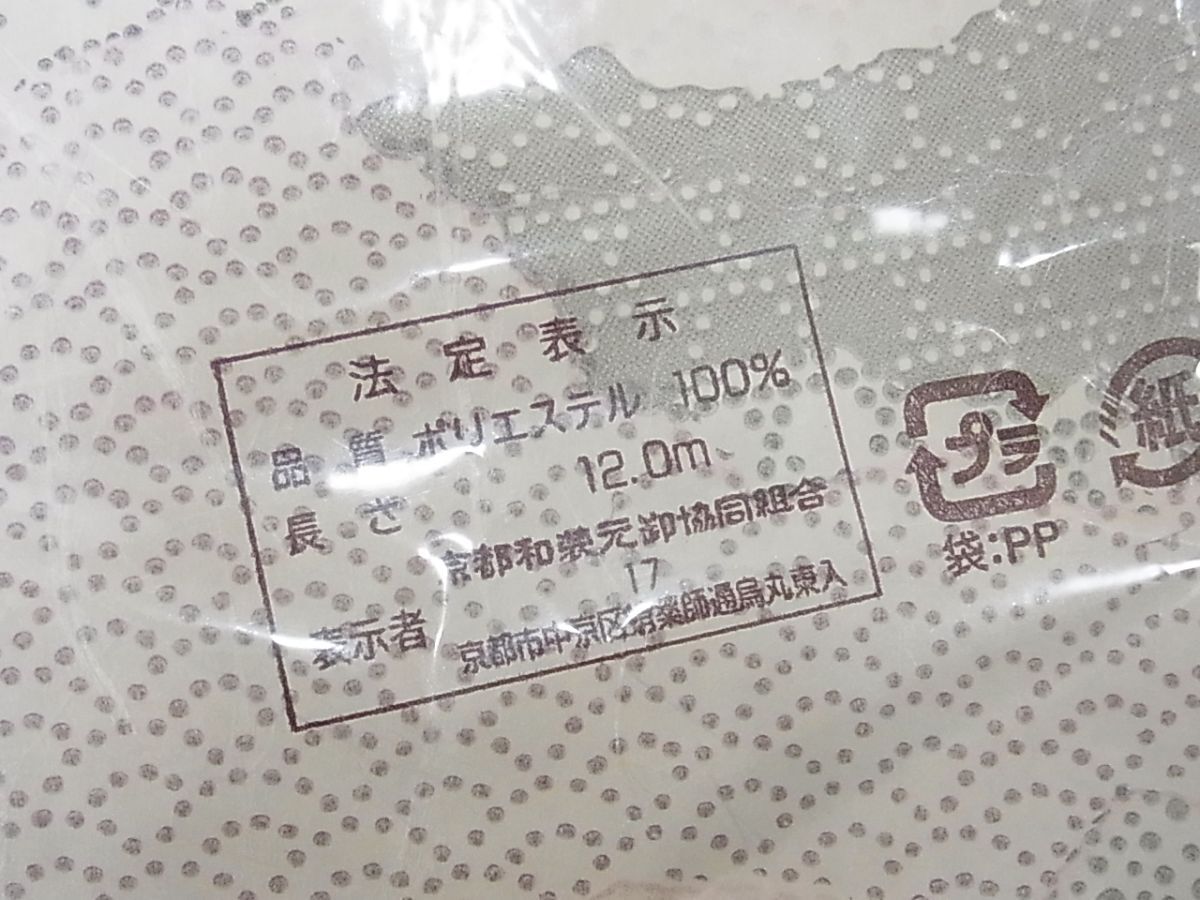 法定表示
品質 ポリエステル 100%
長さ 12.0m
京都和装元卸協同組合
17
表示者 京都市中京区蛸薬師通烏丸東入
プラ
袋:PP
紙